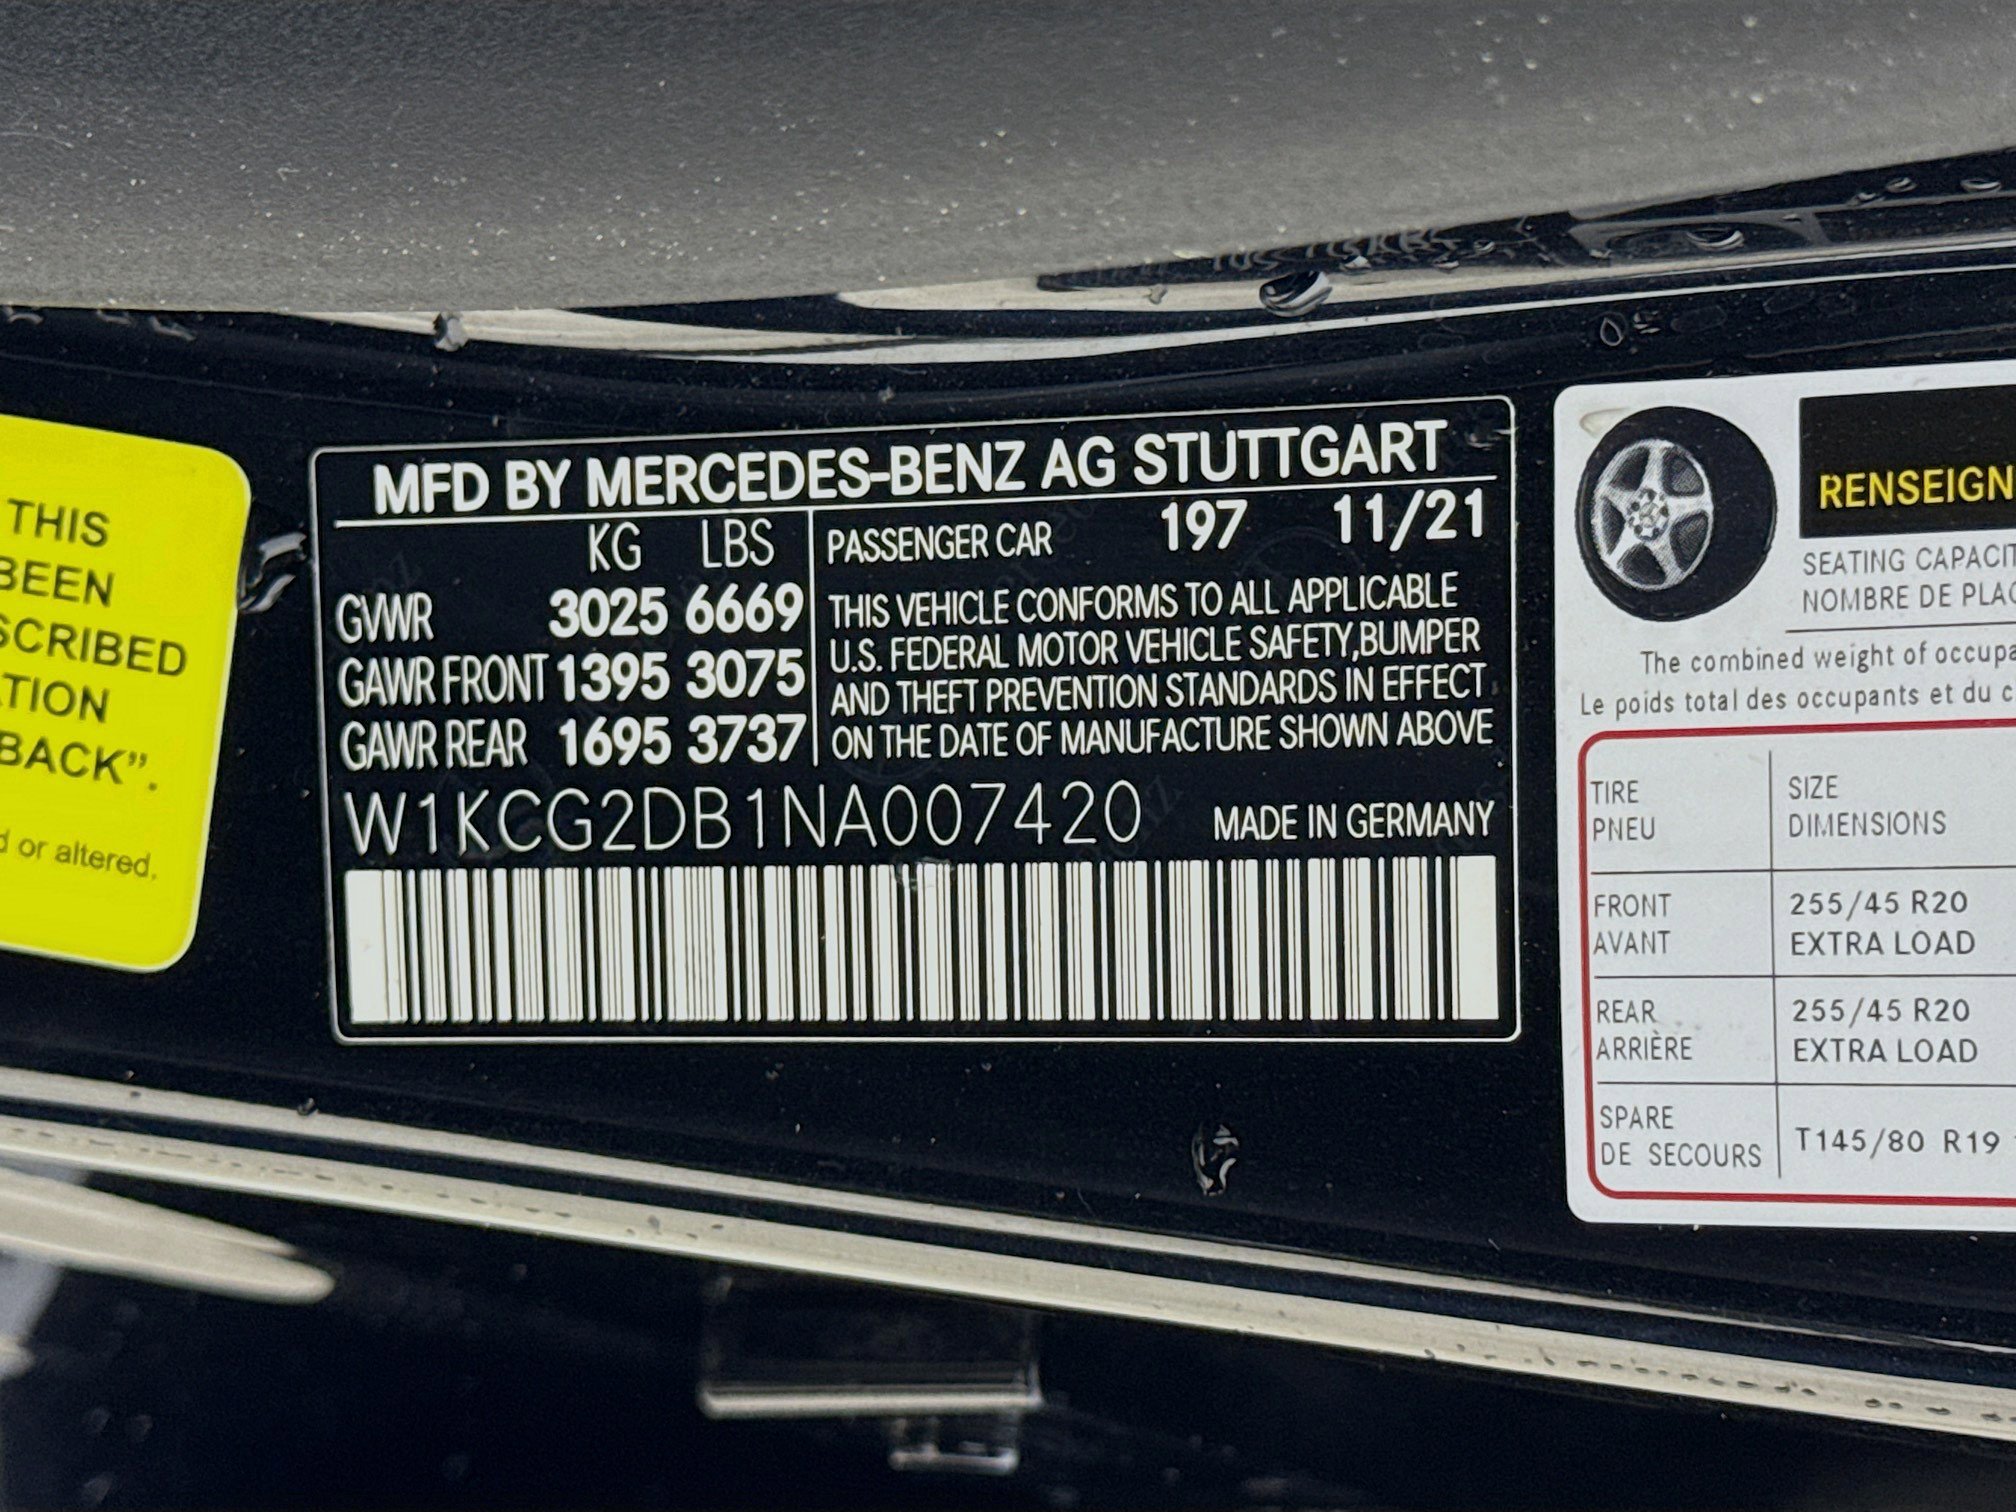 THIS
BEEN
SCRIBED
TION
BACK”.
d or altered,
MFD BY MERCEDES-BENZ AG STUTTGART
KG LBS
GVWR 3025 6669
GAWR FRONT 1395 3075
GAWR REAR 1695 3737
PASSENGER CAR 197 11/21
THIS VEHICLE CONFORMS TO ALL APPLICABLE
U.S. FEDERAL MOTOR VEHICLE SAFETY,BUMPER
AND THEFT PREVENTION STANDARDS IN EFFECT
ON THE DATE OF MANUFACTURE SHOWN ABOVE
W1KCG2DB1NA007420 MADE IN GERMANY
RENSEIGN
SEATING CAPACIT
NOMBRE DE PLAC
The combined weight of occupa
Le poids total des occupants et du c
TIRE SIZE
PNEU DIMENSIONS
FRONT 255/45 R20
AVANT EXTRA LOAD
REAR 255/45 R20
ARRIÈRE EXTRA LOAD
SPARE
DE SECOURS T145/80 R19